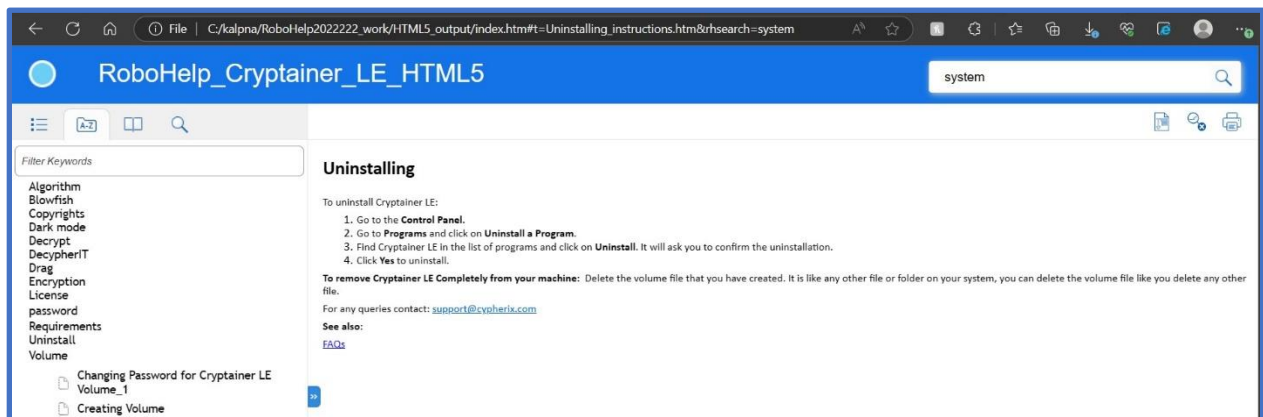 File C:/kalpna/RoboHelp2022222_work/HTML5_output/index.htm#t=Uninstalling_instructions.htm&rhsearch=system
RoboHelp_Cryptainer_LE_HTML5
system
A-Z
Filter Keywords
Algorithm
Blowfish
Copyrights
Dark mode
Decrypt
DecypherIT
Drag
Encryption
License
password
Requirements
Uninstall
Volume
Changing Password for Cryptainer LE
Volume_1
Creating Volume
Uninstalling
To uninstall Cryptainer LE:
1. Go to the Control Panel.
2. Go to Programs and click on Uninstall a Program.
3. Find Cryptainer LE in the list of programs and click on Uninstall. It will ask you to confirm the uninstallation.
4. Click Yes to uninstall.
To remove Cryptainer LE Completely from your machine: Delete the volume file that you have created. It is like any other file or folder on your system, you can delete the volume file like you delete any other
file.
For any queries contact: support@cypherix.com
See also:
FAQs